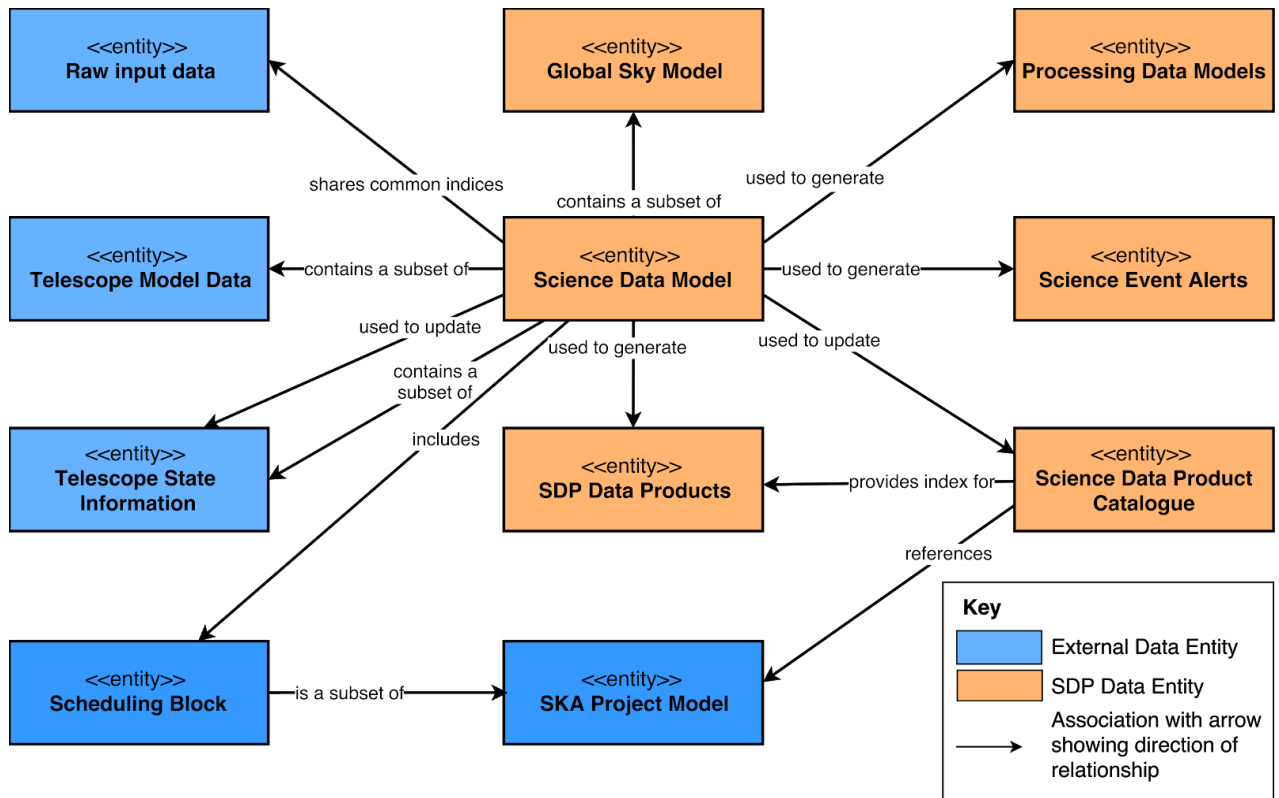 <<entity>>
Raw input data
<<entity>>
Global Sky Model
<<entity>>
Processing Data Models
shares common indices
contains a subset of
used to generate
<<entity>>
Telescope Model Data
contains a subset of
<<entity>>
Science Data Model
used to generate
<<entity>>
Science Event Alerts
used to update
contains a
subset of
used to generate
used to update
includes
<<entity>>
Telescope State
Information
<<entity>>
SDP Data Products
provides index for
<<entity>>
Science Data Product
Catalogue
references
<<entity>>
Scheduling Block
is a subset of
<<entity>>
SKA Project Model
Key
External Data Entity
SDP Data Entity
Association with arrow
showing direction of
relationship